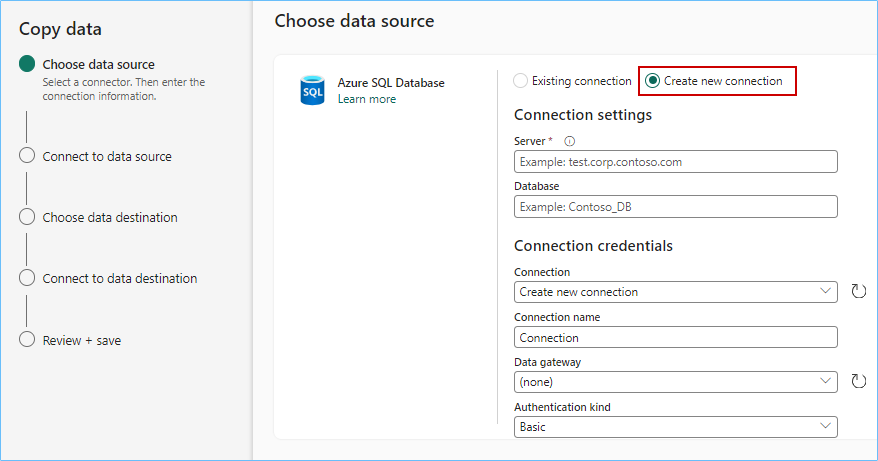 Copy data
Choose data source
Select a connector. Then enter the
connection information.
Connect to data source
Choose data destination
Connect to data destination
Review + save
Choose data source
SQL
Azure SQL Database
Learn more
Existing connection
Create new connection
Connection settings
Server *
Example: test.corp.contoso.com
Database
Example: Contoso_DB
Connection credentials
Connection
Create new connection
Connection name
Connection
Data gateway
(none)
Authentication kind
Basic